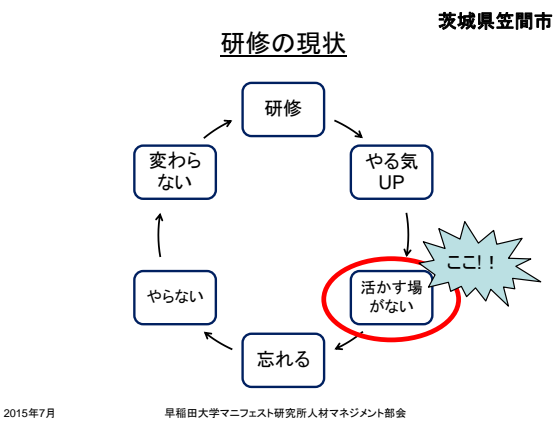 茨城県笠間市
研修の現状
研修
やる気
UP
ここ!!
活かす場
がない
忘れる
やらない
変わら
ない
2015年7月
早稲田大学マニフェスト研究所人材マネジメント部会